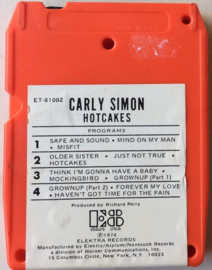 ET-81002
CARLY SIMON
HOTCAKES
PROGRAMS
1 SAFE AND SOUND • MIND ON MY MAN
• MISFIT
2 OLDER SISTER • JUST NOT TRUE •
HOTCAKES
3 THINK I'M GONNA HAVE A BABY •
MOCKINGBIRD • GROWNUP (Part 1)
4 GROWNUP (Part 2) • FOREVER MY LOVE
• HAVEN'T GOT TIME FOR THE PAIN
Produced by Richard Perry
℗ 1974
ELEKTRA RECORDS
Manufactured by Elektra/Asylum/Nonesuch Records
A division of Warner Communications, Inc.
15 Columbus Circle, New York, N.Y. 10023